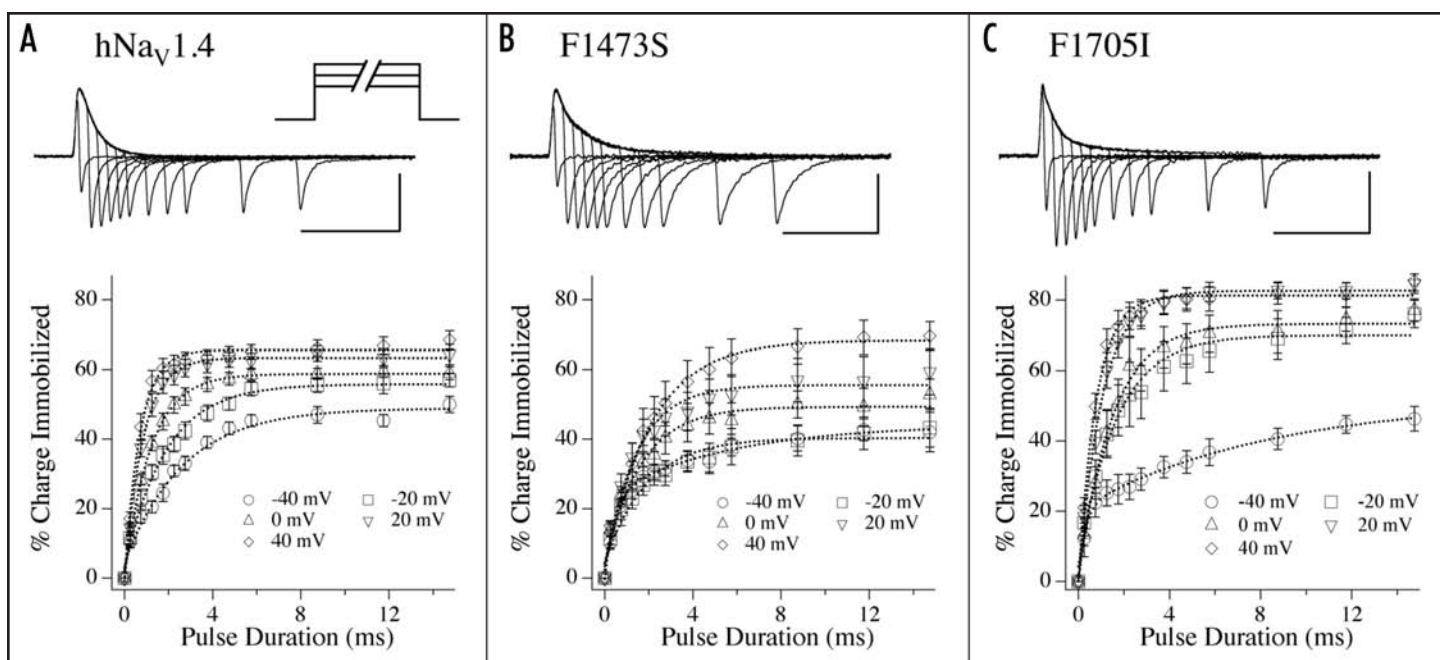 A hNaV1.4
% Charge Immobilized
80
60
40
20
0
-40 mV -20 mV
0 mV 20 mV
40 mV
0 4 8 12
Pulse Duration (ms)
B F1473S
% Charge Immobilized
80
60
40
20
0
-40 mV -20 mV
0 mV 20 mV
40 mV
0 4 8 12
Pulse Duration (ms)
C F1705I
% Charge Immobilized
80
60
40
20
0
-40 mV -20 mV
0 mV 20 mV
40 mV
0 4 8 12
Pulse Duration (ms)